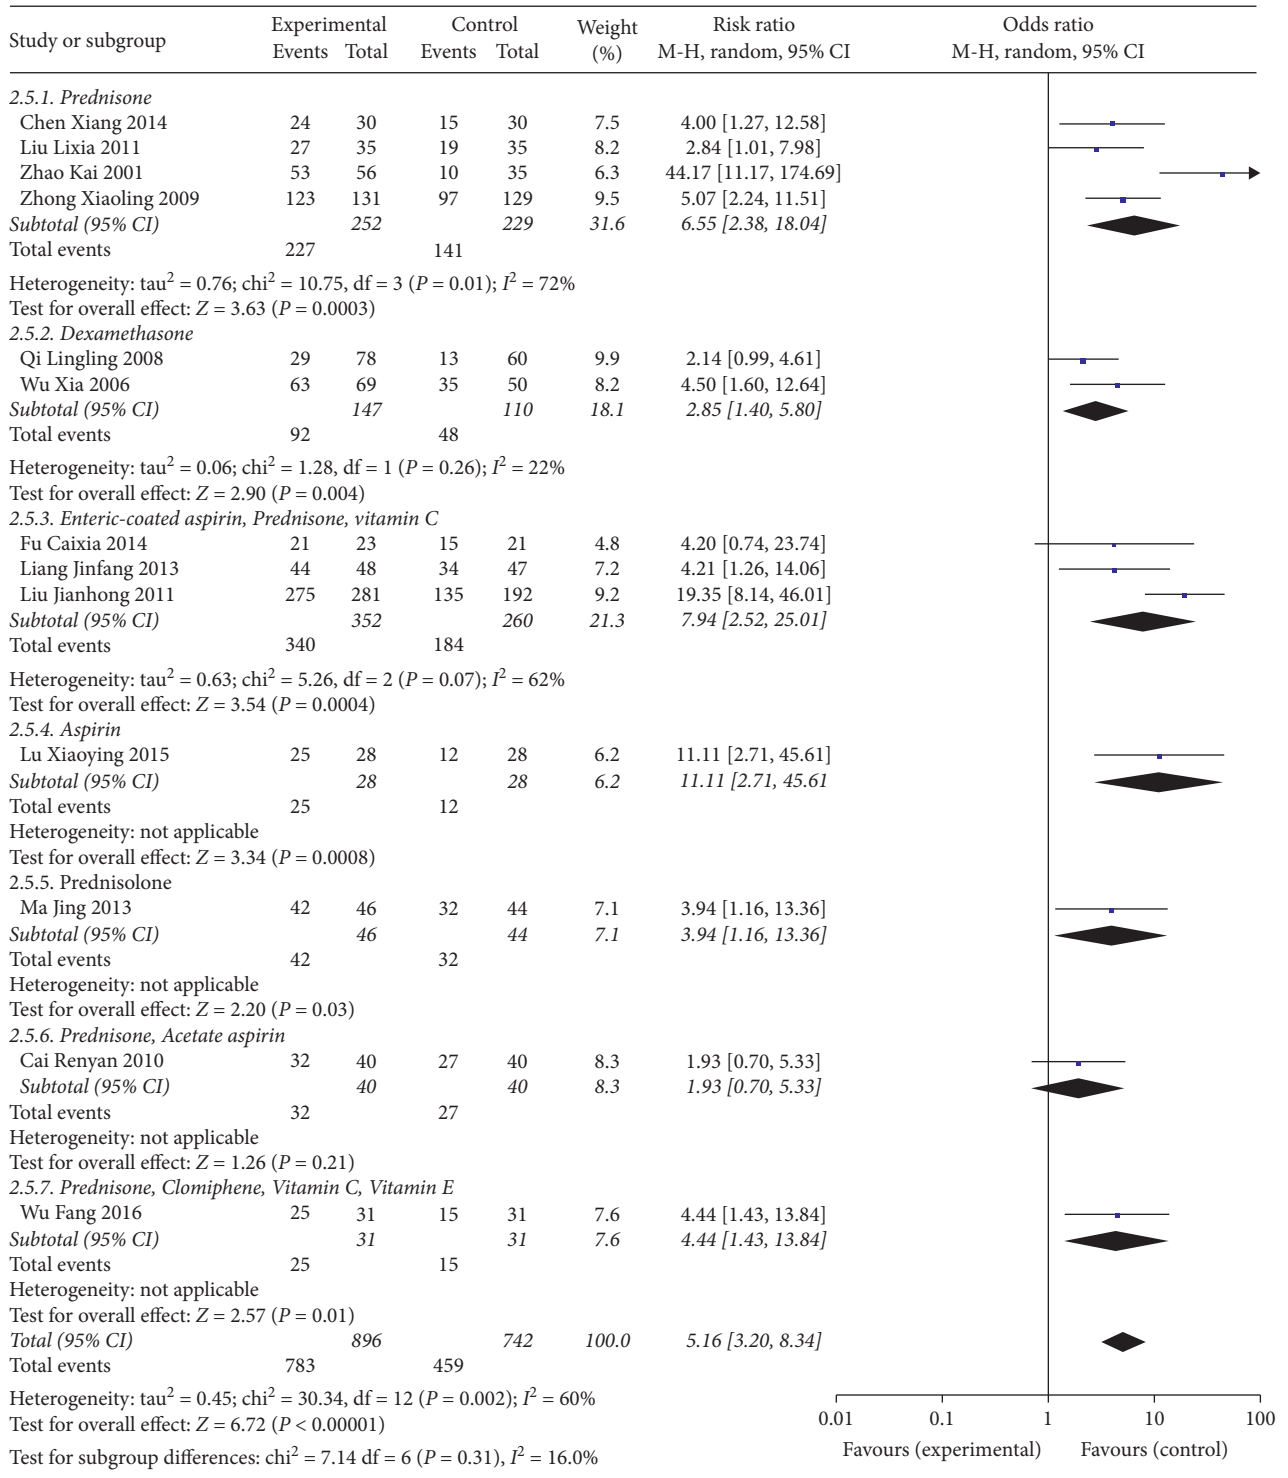 Study or subgroup Experimental Control Weight (%) Risk ratio Odds ratio
Events Total Events Total M-H, random, 95% CI M-H, random, 95% CI
2.5.1. Prednisone
Chen Xiang 2014 24 30 15 30 7.5 4.00 [1.27, 12.58]
Liu Lixia 2011 27 35 19 35 8.2 2.84 [1.01, 7.98]
Zhao Kai 2001 53 56 10 35 6.3 44.17 [11.17, 174.69]
Zhong Xiaoling 2009 123 131 97 129 9.5 5.07 [2.24, 11.51]
Subtotal (95% CI) 252 229 31.6 6.55 [2.38, 18.04]
Total events 227 141
Heterogeneity: tau² = 0.76; chi² = 10.75, df = 3 (P = 0.01); I² = 72%
Test for overall effect: Z = 3.63 (P = 0.0003)
2.5.2. Dexamethasone
Qi Lingling 2008 29 78 13 60 9.9 2.14 [0.99, 4.61]
Wu Xia 2006 63 69 35 50 8.2 4.50 [1.60, 12.64]
Subtotal (95% CI) 147 110 18.1 2.85 [1.40, 5.80]
Total events 92 48
Heterogeneity: tau² = 0.06; chi² = 1.28, df = 1 (P = 0.26); I² = 22%
Test for overall effect: Z = 2.90 (P = 0.004)
2.5.3. Enteric-coated aspirin, Prednisone, vitamin C
Fu Caixia 2014 21 23 15 21 4.8 4.20 [0.74, 23.74]
Liang Jinfang 2013 44 48 34 47 7.2 4.21 [1.26, 14.06]
Liu Jianhong 2011 275 281 135 192 9.2 19.35 [8.14, 46.01]
Subtotal (95% CI) 352 260 21.3 7.94 [2.52, 25.01]
Total events 340 184
Heterogeneity: tau² = 0.63; chi² = 5.26, df = 2 (P = 0.07); I² = 62%
Test for overall effect: Z = 3.54 (P = 0.0004)
2.5.4. Aspirin
Lu Xiaoying 2015 25 28 12 28 6.2 11.11 [2.71, 45.61]
Subtotal (95% CI) 28 28 6.2 11.11 [2.71, 45.61
Total events 25 12
Heterogeneity: not applicable
Test for overall effect: Z = 3.34 (P = 0.0008)
2.5.5. Prednisolone
Ma Jing 2013 42 46 32 44 7.1 3.94 [1.16, 13.36]
Subtotal (95% CI) 46 44 7.1 3.94 [1.16, 13.36]
Total events 42 32
Heterogeneity: not applicable
Test for overall effect: Z = 2.20 (P = 0.03)
2.5.6. Prednisone, Acetate aspirin
Cai Renyan 2010 32 40 27 40 8.3 1.93 [0.70, 5.33]
Subtotal (95% CI) 40 40 8.3 1.93 [0.70, 5.33]
Total events 32 27
Heterogeneity: not applicable
Test for overall effect: Z = 1.26 (P = 0.21)
2.5.7. Prednisone, Clomiphene, Vitamin C, Vitamin E
Wu Fang 2016 25 31 15 31 7.6 4.44 [1.43, 13.84]
Subtotal (95% CI) 31 31 7.6 4.44 [1.43, 13.84]
Total events 25 15
Heterogeneity: not applicable
Test for overall effect: Z = 2.57 (P = 0.01)
Total (95% CI) 896 742 100.0 5.16 [3.20, 8.34]
Total events 783 459
Heterogeneity: tau² = 0.45; chi² = 30.34, df = 12 (P = 0.002); I² = 60%
Test for overall effect: Z = 6.72 (P < 0.00001)
Test for subgroup differences: chi² = 7.14 df = 6 (P = 0.31), I² = 16.0%
0.01 0.1 1 10 100
Favours (experimental) Favours (control)